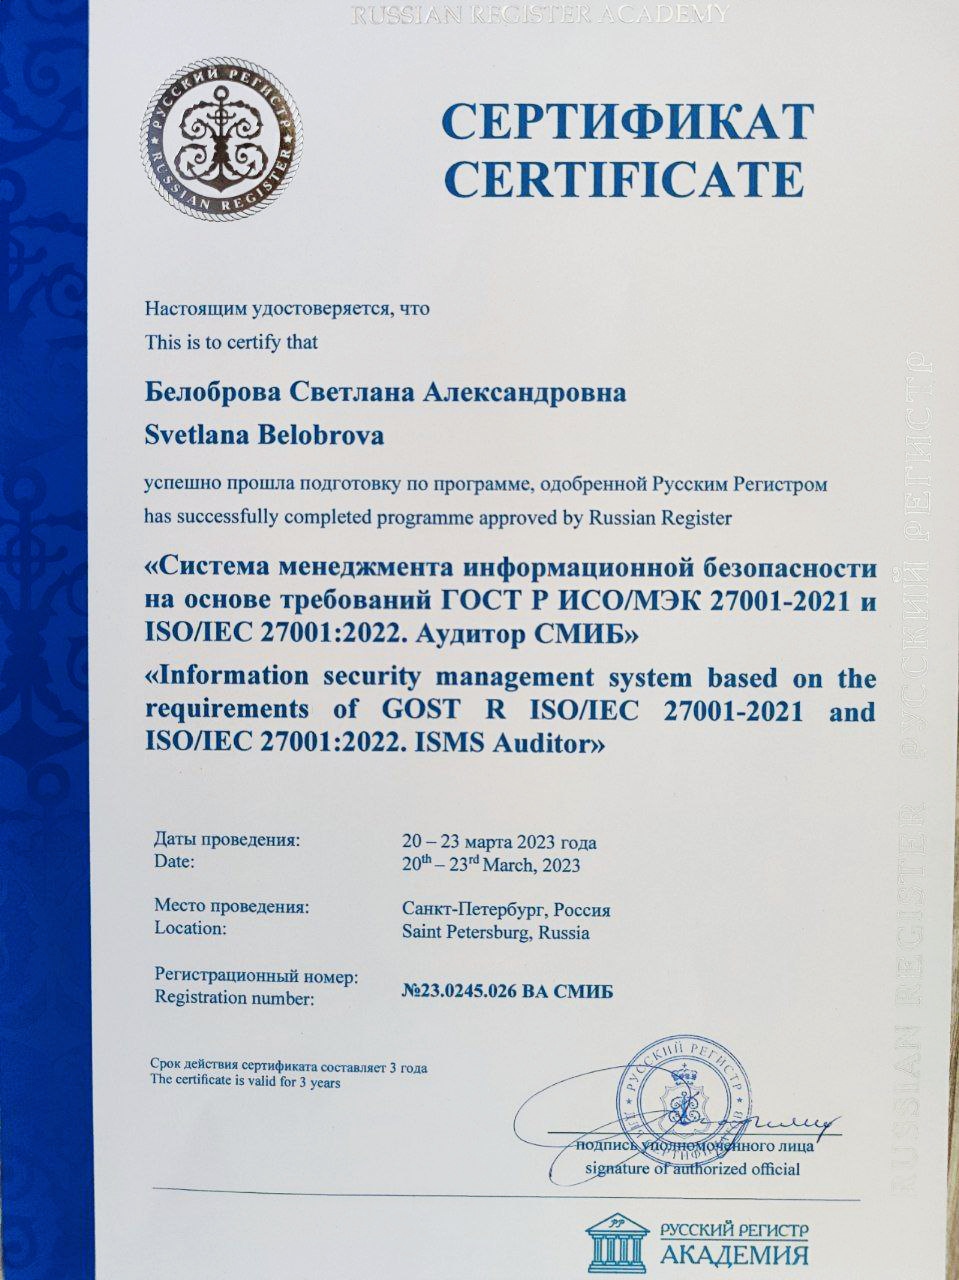 RUSSIAN REGISTER ACADEMY
РУССКИЙ РЕГИСТР
RUSSIAN REGISTER
СЕРТИФИКАТ
CERTIFICATE
Настоящим удостоверяется, что
This is to certify that
Белоброва Светлана Александровна
Svetlana Belobrova
успешно прошла подготовку по программе, одобренной Русским Регистром
has successfully completed programme approved by Russian Register
«Система менеджмента информационной безопасности
на основе требований ГОСТ Р ИСО/МЭК 27001-2021 и
ISO/IEC 27001:2022. Аудитор СМИБ»
«Information security management system based on the
requirements of GOST R ISO/IEC 27001-2021 and
ISO/IEC 27001:2022. ISMS Auditor»
Даты проведения: 20 – 23 марта 2023 года
Date: 20th – 23rd March, 2023
Место проведения: Санкт-Петербург, Россия
Location: Saint Petersburg, Russia
Регистрационный номер:
Registration number: №23.0245.026 ВА СМИБ
Срок действия сертификата составляет 3 года
The certificate is valid for 3 years
РУССКИЙ РЕГИСТР
ДЛЯ СЕРТИФИКАТОВ
подпись уполномоченного лица
signature of authorized official
РУССКИЙ РЕГИСТР
АКАДЕМИЯ
RUSSIAN REGISTER РУССКИЙ РЕГИСТР